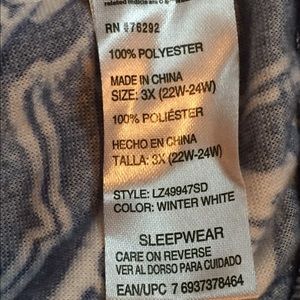 RN #76292
100% POLYESTER
MADE IN CHINA
SIZE: 3X (22W-24W)
100% POLIÉSTER
HECHO EN CHINA
TALLA: 3X (22W-24W)
STYLE: LZ49947SD
COLOR: WINTER WHITE
SLEEPWEAR
CARE ON REVERSE
VER AL DORSO PARA CUIDADO
EAN/UPC 7 6937378464